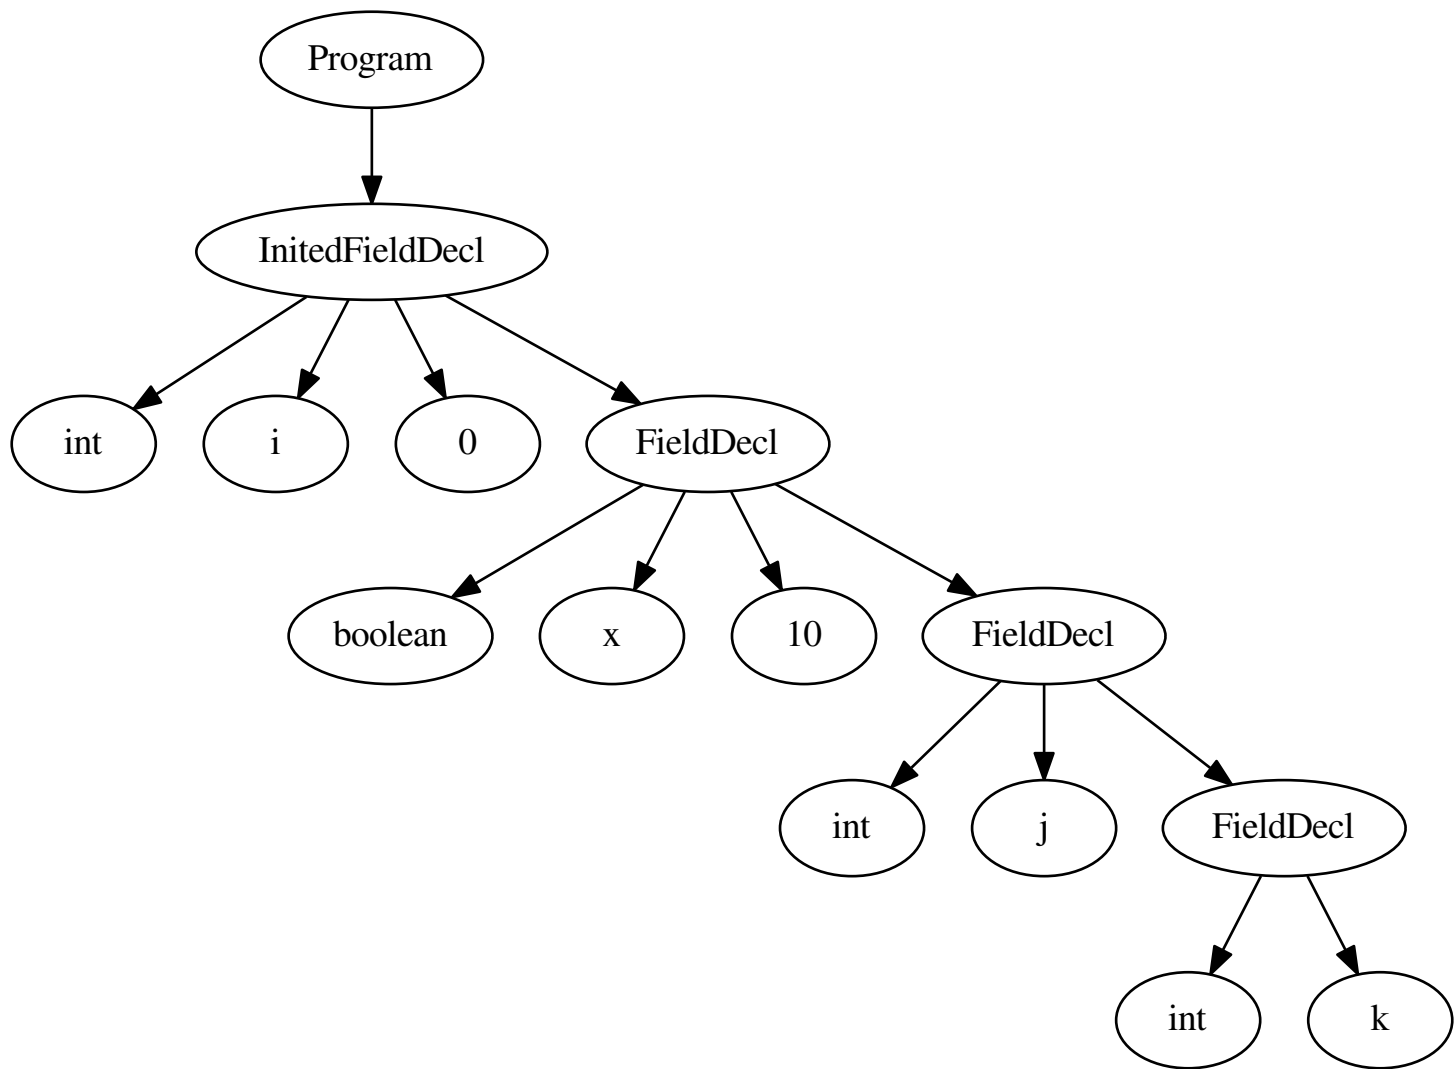 Program
InitedFieldDecl
int
i
0
FieldDecl
boolean
x
10
FieldDecl
int
j
FieldDecl
int
k